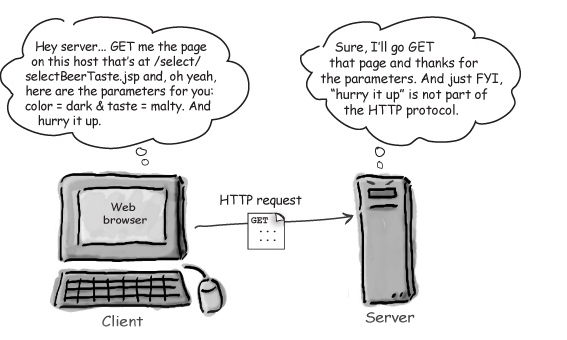 Hey server... GET me the page
on this host that's at /select/
selectBeerTaste.jsp and, oh yeah,
here are the parameters for you:
color = dark & taste = malty. And
hurry it up.
Sure, I'll go GET
that page and thanks for
the parameters. And just FYI,
"hurry it up" is not part of
the HTTP protocol.
Web
browser
HTTP request
GET
...
...
Client
Server